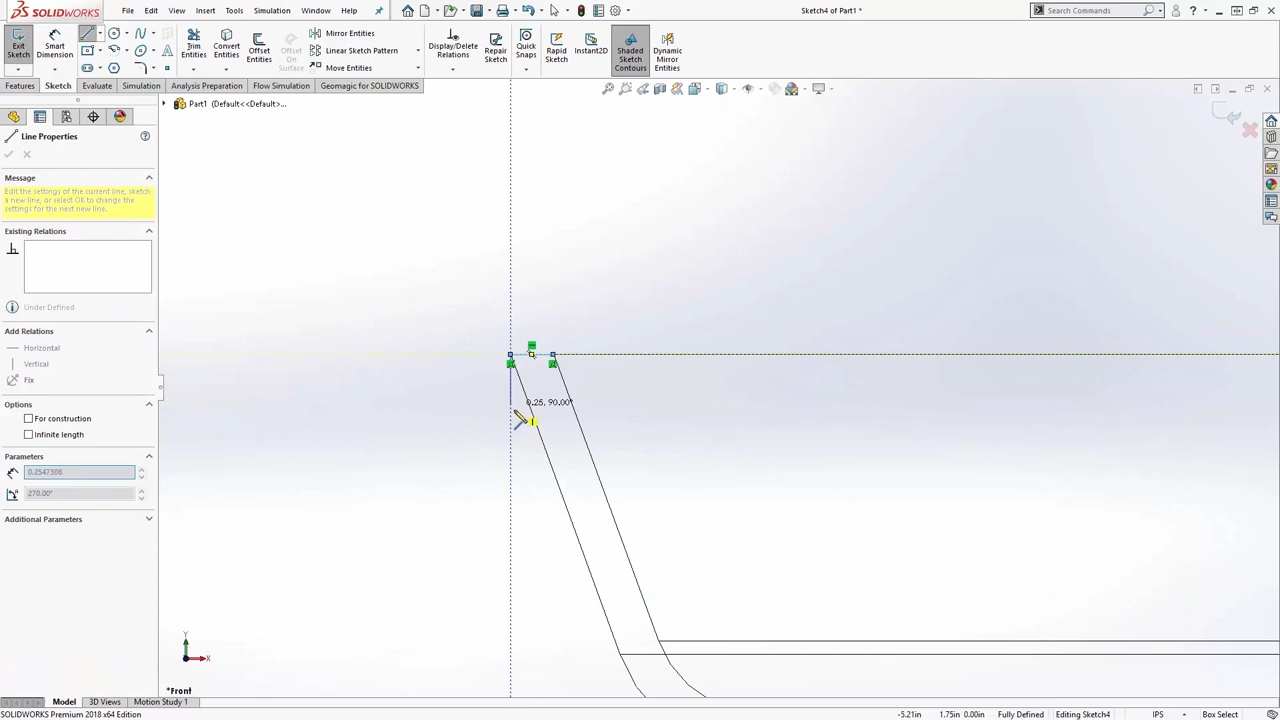 SOLIDWORKS
File
Edit
View
Insert
Tools
Simulation
Window
Help
Sketch4 of Part1 *
Search Commands
Exit
Sketch
Smart
Dimension
Trim
Entities
Convert
Entities
Offset
Entities
Offset
On
Surface
Mirror Entities
Linear Sketch Pattern
Move Entities
Display/Delete
Relations
Repair
Sketch
Quick
Snaps
Rapid
Sketch
Instant2D
Shaded
Sketch
Contours
Dynamic
Mirror
Entities
Features
Sketch
Evaluate
Simulation
Analysis Preparation
Flow Simulation
Geomagic for SOLIDWORKS
Part1 (Default<<Default>...
Line Properties
Message
Edit the settings of the current line, sketch
a new line, or select OK to change the
settings for the next new line.
Existing Relations
Under Defined
Add Relations
Horizontal
Vertical
Fix
Options
For construction
Infinite length
Parameters
0.2547308
270.00°
Additional Parameters
0.25, 90.00°
Y
X
*Front
Model
3D Views
Motion Study 1
SOLIDWORKS Premium 2018 x64 Edition
-5.21in
1.75in 0.00in
Fully Defined
Editing Sketch4
IPS
Box Select